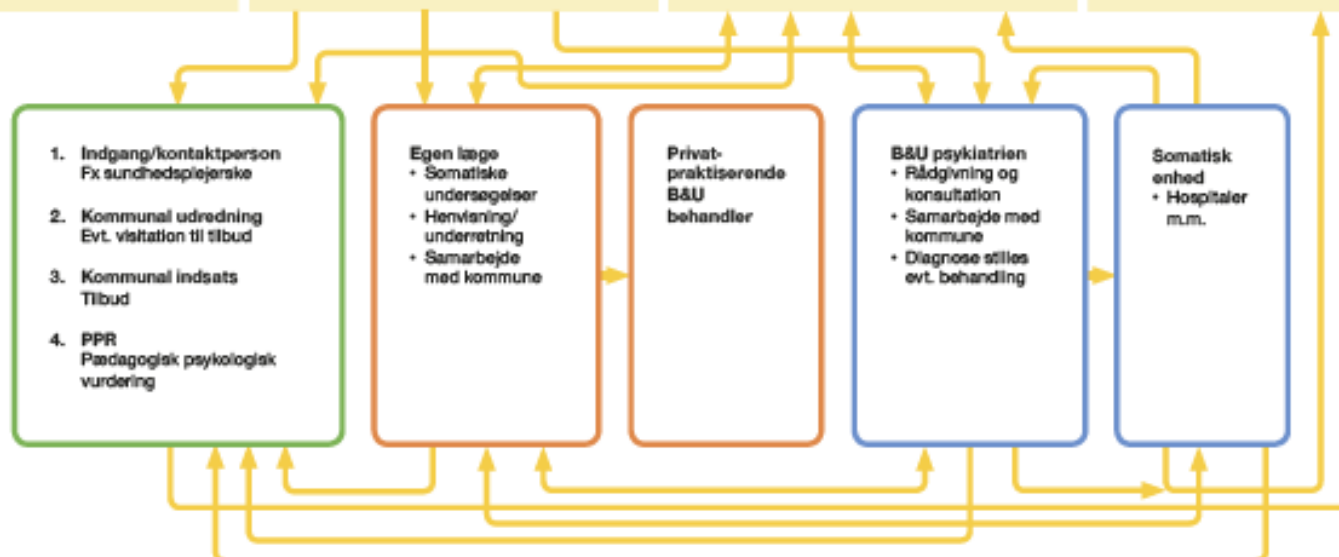 1. Indgang/kontaktperson
Fx sundhedsplejerske
2. Kommunal udredning
Evt. visitation til tilbud
3. Kommunal indsats
Tilbud
4. PPR
Pædagogisk psykologisk
vurdering
Egen læge
• Somatiske
undersøgelser
• Henvisning/
underretning
• Samarbejde
med kommune
Privat-
praktiserende
B&U
behandler
B&U psykiatrien
• Rådgivning og
konsultation
• Samarbejde med
kommune
• Diagnose stilles
evt. behandling
Somatisk
enhed
• Hospitaler
m.m.